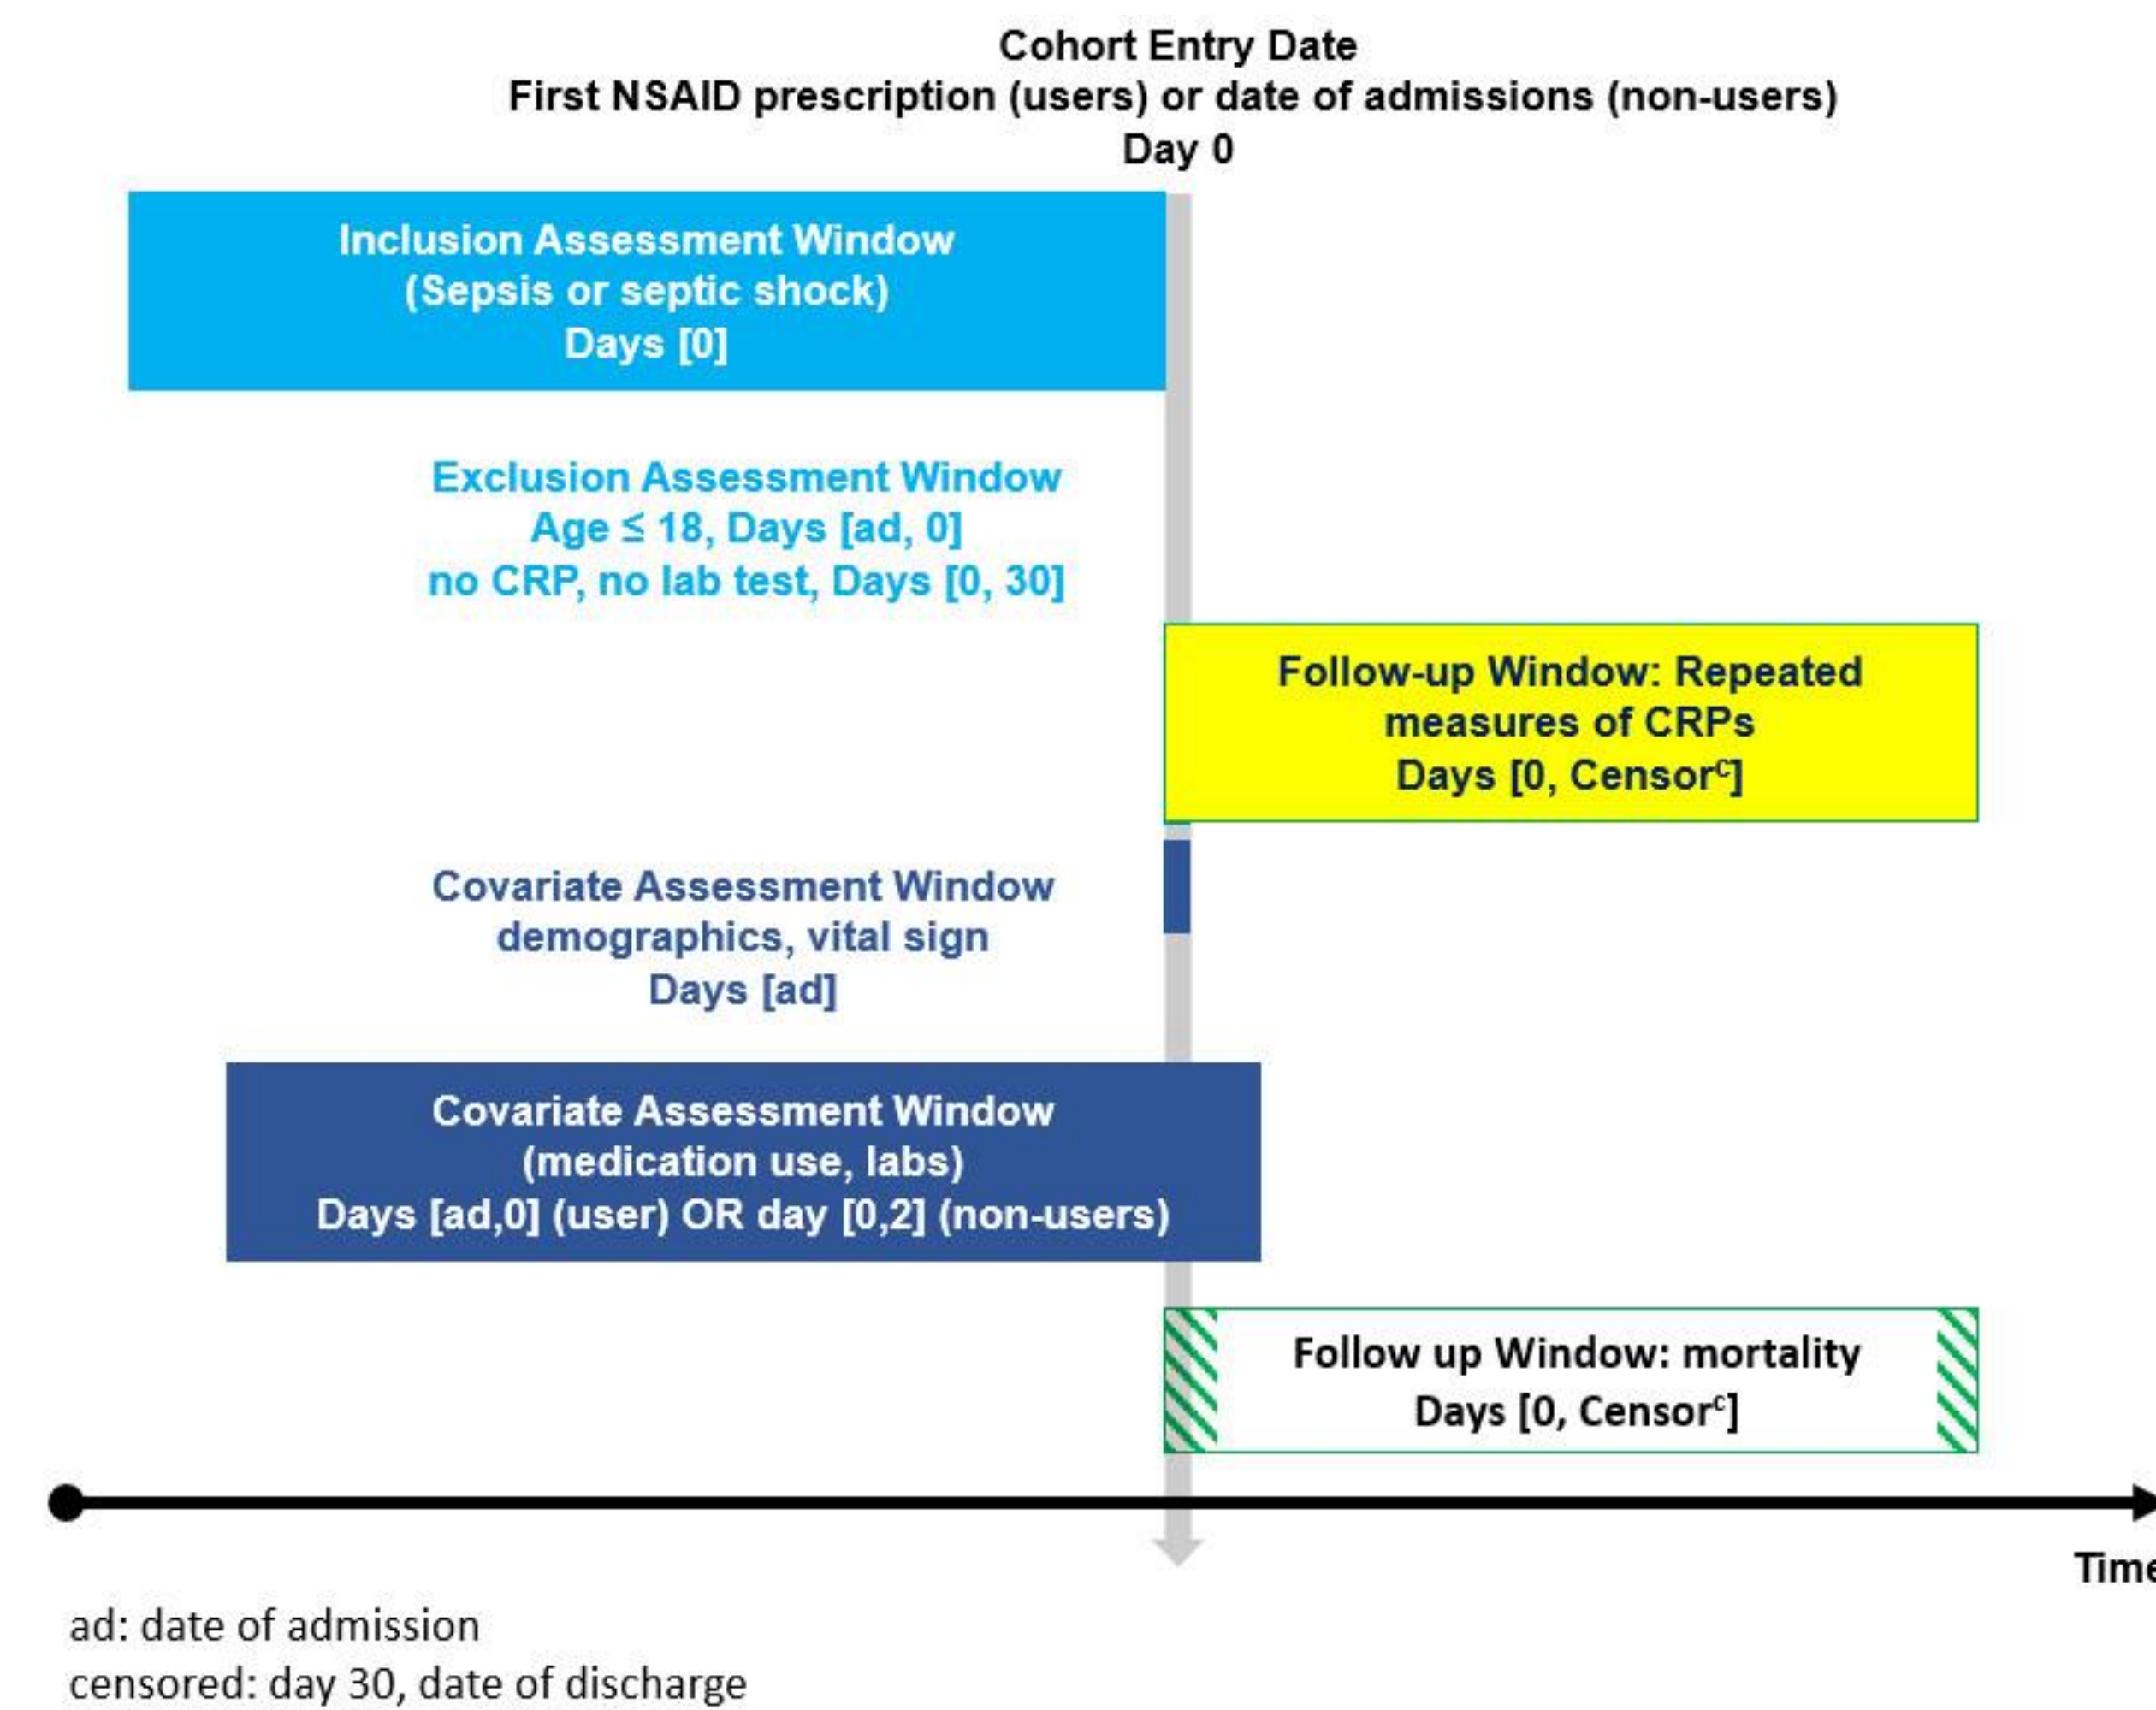 Cohort Entry Date
First NSAID prescription (users) or date of admissions (non-users)
Day 0
Inclusion Assessment Window
(Sepsis or septic shock)
Days [0]
Exclusion Assessment Window
Age ≤ 18, Days [ad, 0]
no CRP, no lab test, Days [0, 30]
Follow-up Window: Repeated
measures of CRPs
Days [0, Censorᶜ]
Covariate Assessment Window
demographics, vital sign
Days [ad]
Covariate Assessment Window
(medication use, labs)
Days [ad,0] (user) OR day [0,2] (non-users)
Follow up Window: mortality
Days [0, Censorᶜ]
Time
ad: date of admission
censored: day 30, date of discharge